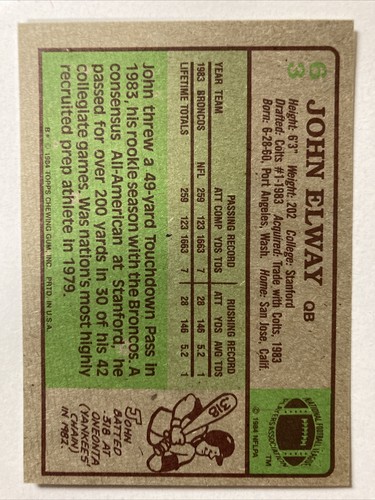 63
JOHN ELWAY QB
Height: 6'3" Weight: 202 College: Stanford
Drafted: Colts #1-1983 Acquired: Trade with Colts, 1983
Born: 6-28-60, Port Angeles, Wash. Home: San Jose, Calif.
NATIONAL FOOTBALL LEAGUE
PLAYERS ASSOCIATION
TM
© 1984 NFLPA
PASSING RECORD RUSHING RECORD
YEAR TEAM ATT COMP YDS TDS ATT YDS AVG TDS
1983 BRONCOS NFL 259 123 1663 7 28 146 5.2 1
LIFETIME TOTALS 259 123 1663 7 28 146 5.2 1
John threw a 49-yard Touchdown Pass in
1983, his rookie season with the Broncos. A
consensus All-American at Stanford, he
passed for over 200 yards in 30 of his 42
collegiate games. Was nation's most highly
recruited prep athlete in 1979.
.318
JOHN
BATTED
.318 AT
ONEONTA
(YANKEES'
CHAIN)
IN 1982.
B* © 1984 TOPPS CHEWING GUM, INC. PRTD. IN U.S.A.